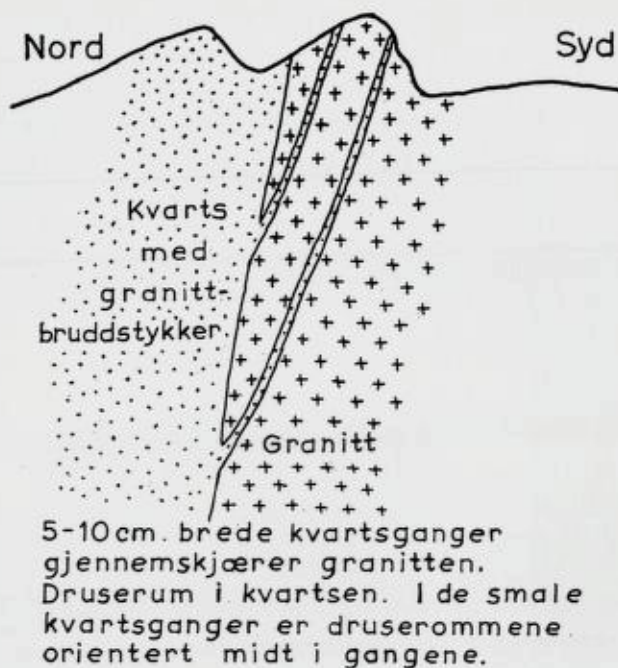 Nord
Syd
Kvarts
med
granitt-
bruddstykker
Granitt
5-10 cm. brede kvartsganger
gjennemskjærer granitten.
Druserum i kvartsen. I de smale
kvartsganger er druserommene
orientert midt i gangene.